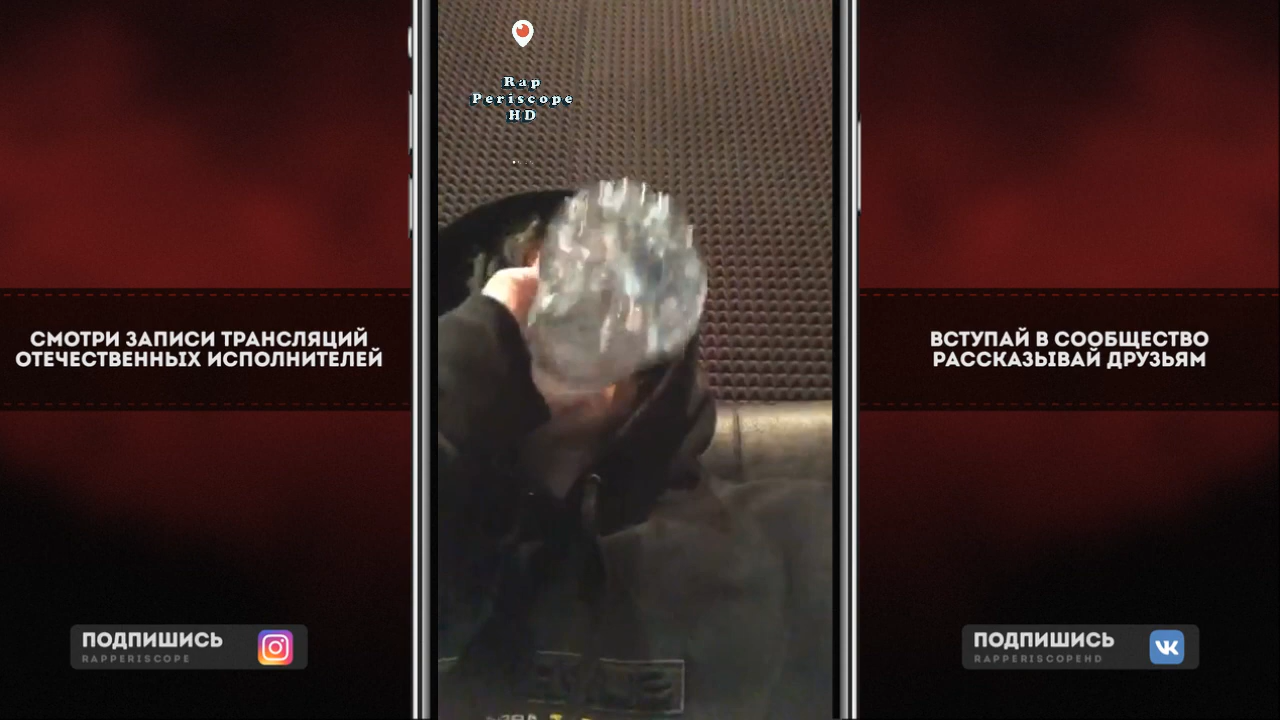 Rap
Periscope
HD
СМОТРИ ЗАПИСИ ТРАНСЛЯЦИЙ
ОТЕЧЕСТВЕННЫХ ИСПОЛНИТЕЛЕЙ
ВСТУПАЙ В СООБЩЕСТВО
РАССКАЗЫВАЙ ДРУЗЬЯМ
ПОДПИШИСЬ
RAPPERISCOPE
ПОДПИШИСЬ
RAPPERISCOPEHD